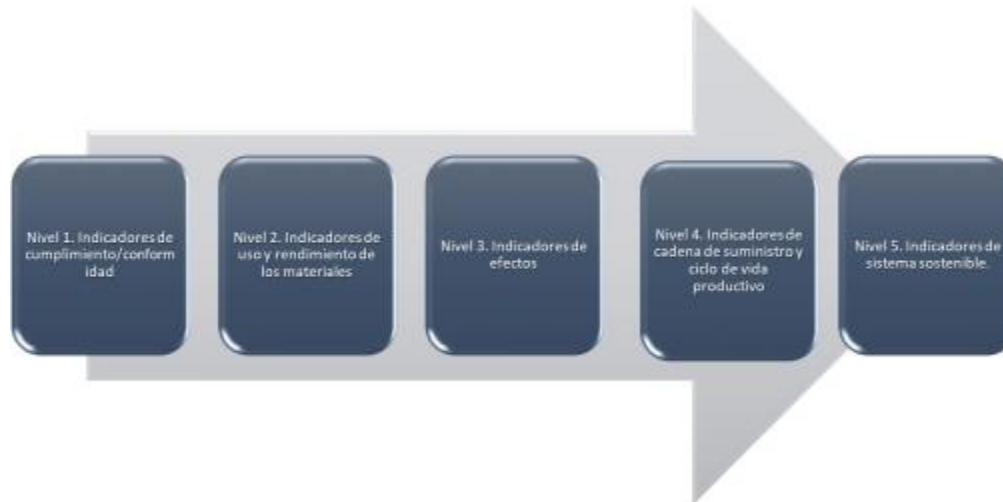 Nivel 1. Indicadores de
cumplimiento/conform
idad
Nivel 2. Indicadores de
uso y rendimiento de
los materiales
Nivel 3. Indicadores de
efectos
Nivel 4. Indicadores de
cadena de suministro y
ciclo de vida
productivo
Nivel 5. Indicadores de
sistema sostenible.